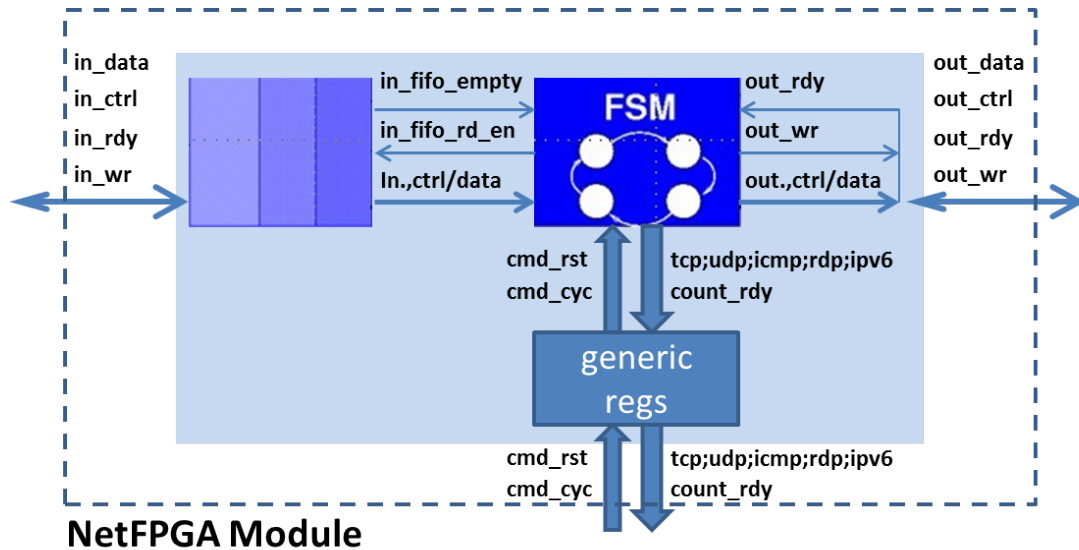 in_data
in_ctrl
in_rdy
in_wr
in_fifo_empty
in_fifo_rd_en
In.,ctrl/data
FSM
out_rdy
out_wr
out.,ctrl/data
out_data
out_ctrl
out_rdy
out_wr
cmd_rst
cmd_cyc
tcp;udp;icmp;rdp;ipv6
count_rdy
generic
regs
cmd_rst
cmd_cyc
tcp;udp;icmp;rdp;ipv6
count_rdy
NetFPGA Module